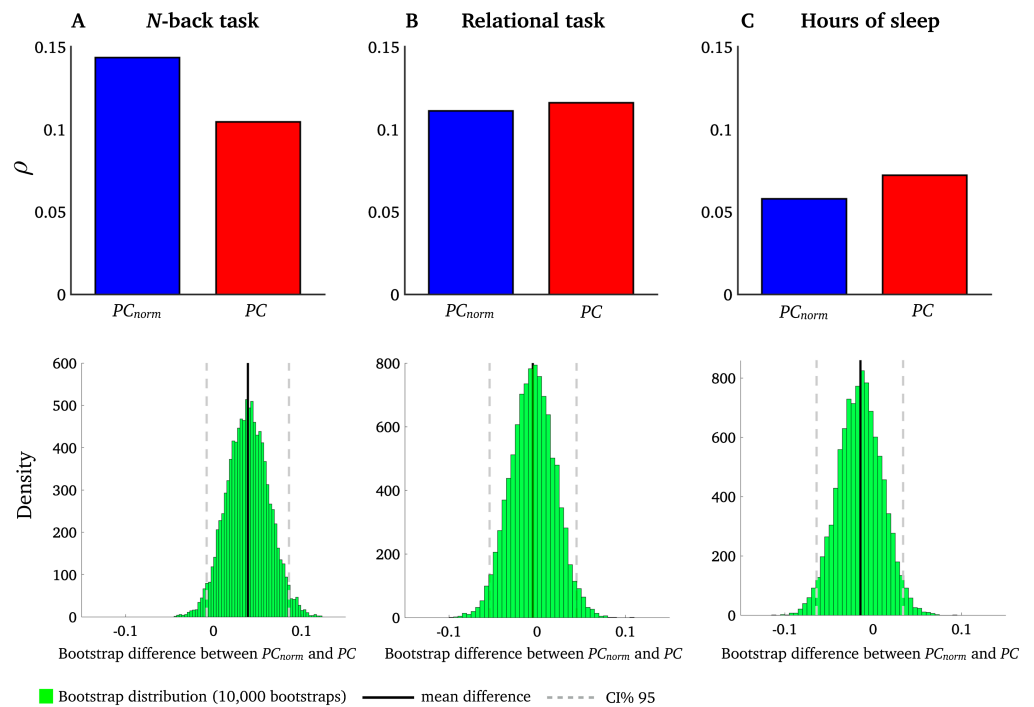 A N-back task
0.15
0.1
0.05
0
ρ
PCnorm PC
B Relational task
0.15
0.1
0.05
0
PCnorm PC
C Hours of sleep
0.15
0.1
0.05
0
PCnorm PC
600
500
400
300
200
100
0
Density
-0.1 0 0.1
Bootstrap difference between PCnorm and PC
800
600
400
200
0
-0.1 0 0.1
Bootstrap difference between PCnorm and PC
800
600
400
200
0
-0.1 0 0.1
Bootstrap difference between PCnorm and PC
Bootstrap distribution (10,000 bootstraps) mean difference CI% 95